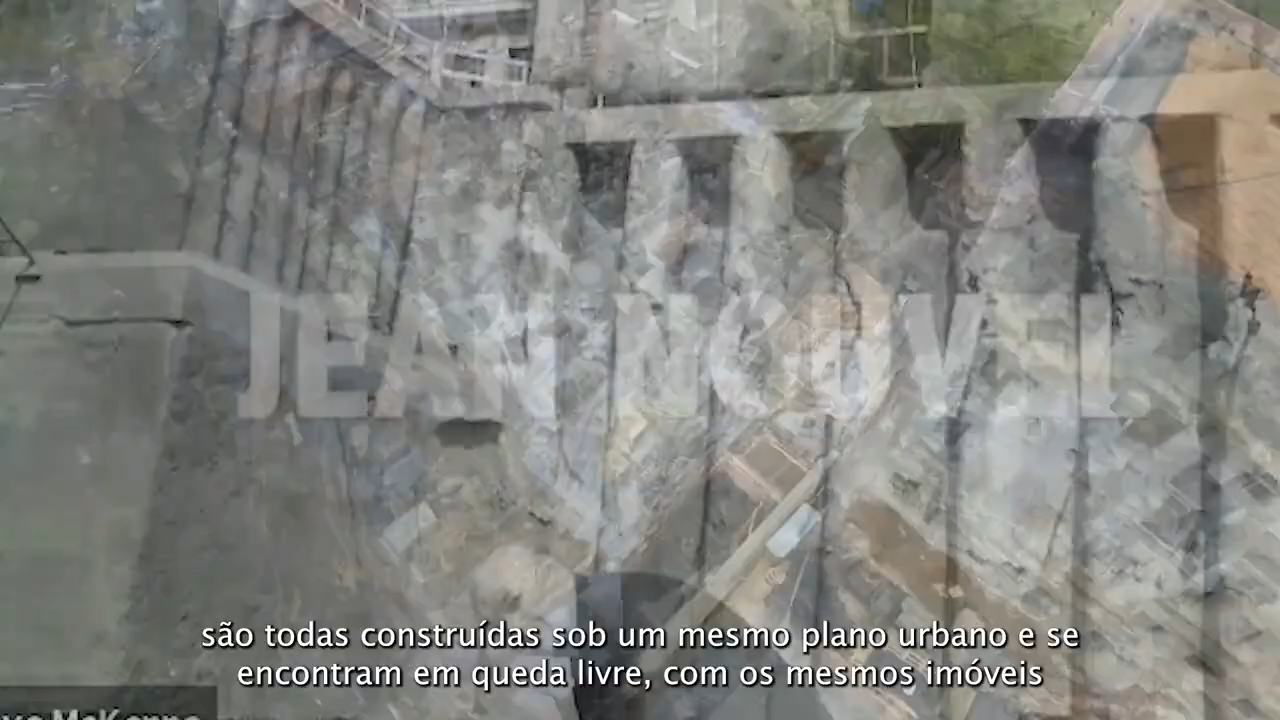 JEAN NOUVEL
são todas construídas sob um mesmo plano urbano e se
encontram em queda livre, com os mesmos imóveis
McKenna